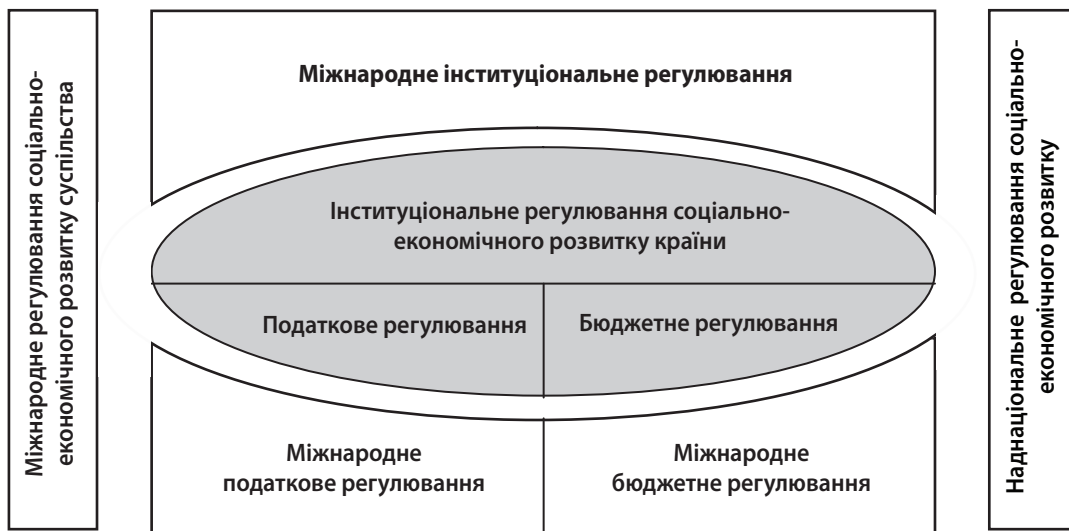 Міжнародне регулювання соціально-
економічного розвитку суспільства
Міжнародне інституціональне регулювання
Інституціональне регулювання соціально-
економічного розвитку країни
Податкове регулювання
Бюджетне регулювання
Міжнародне
податкове регулювання
Міжнародне
бюджетне регулювання
Наднаціональне регулювання соціально-
економічного розвитку